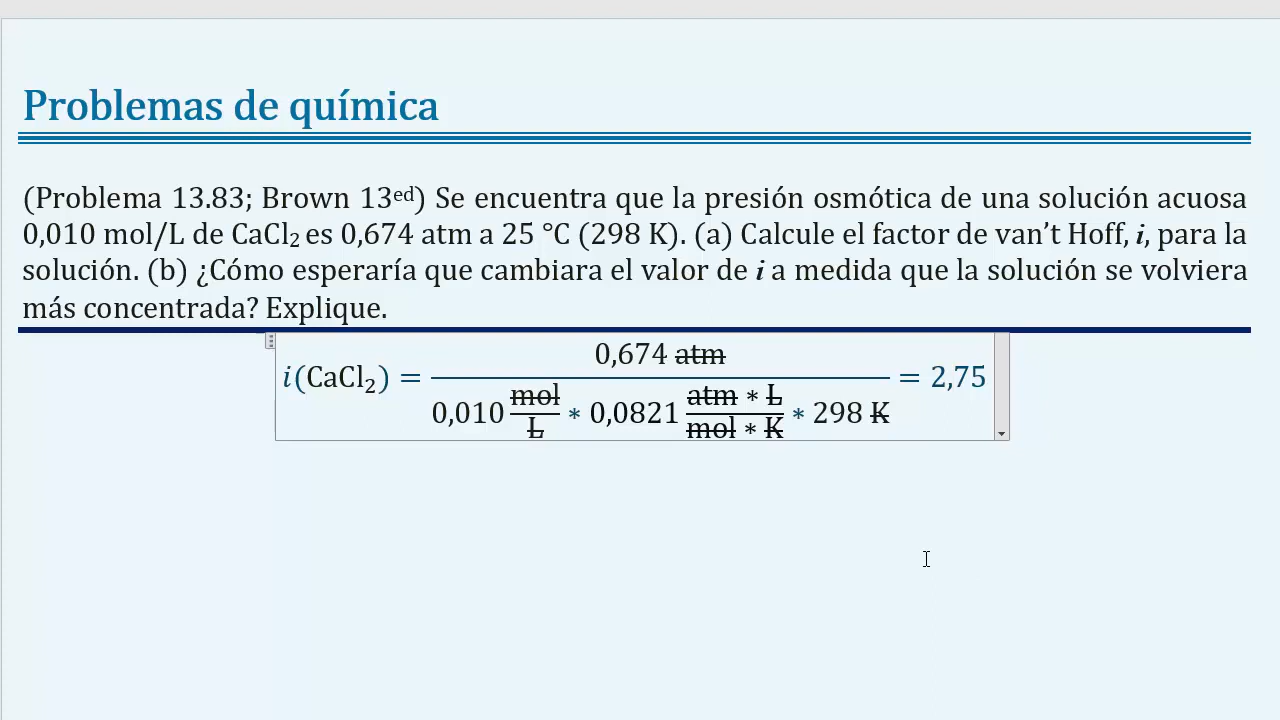 Problemas de química
(Problema 13.83; Brown 13ed) Se encuentra que la presión osmótica de una solución acuosa
0,010 mol/L de CaCl₂ es 0,674 atm a 25 °C (298 K). (a) Calcule el factor de van’t Hoff, i, para la
solución. (b) ¿Cómo esperaría que cambiara el valor de i a medida que la solución se volviera
más concentrada? Explique.
i(CaCl₂) = 0,674 atm / (0,010 mol/L * 0,0821 (atm * L)/(mol * K) * 298 K) = 2,75